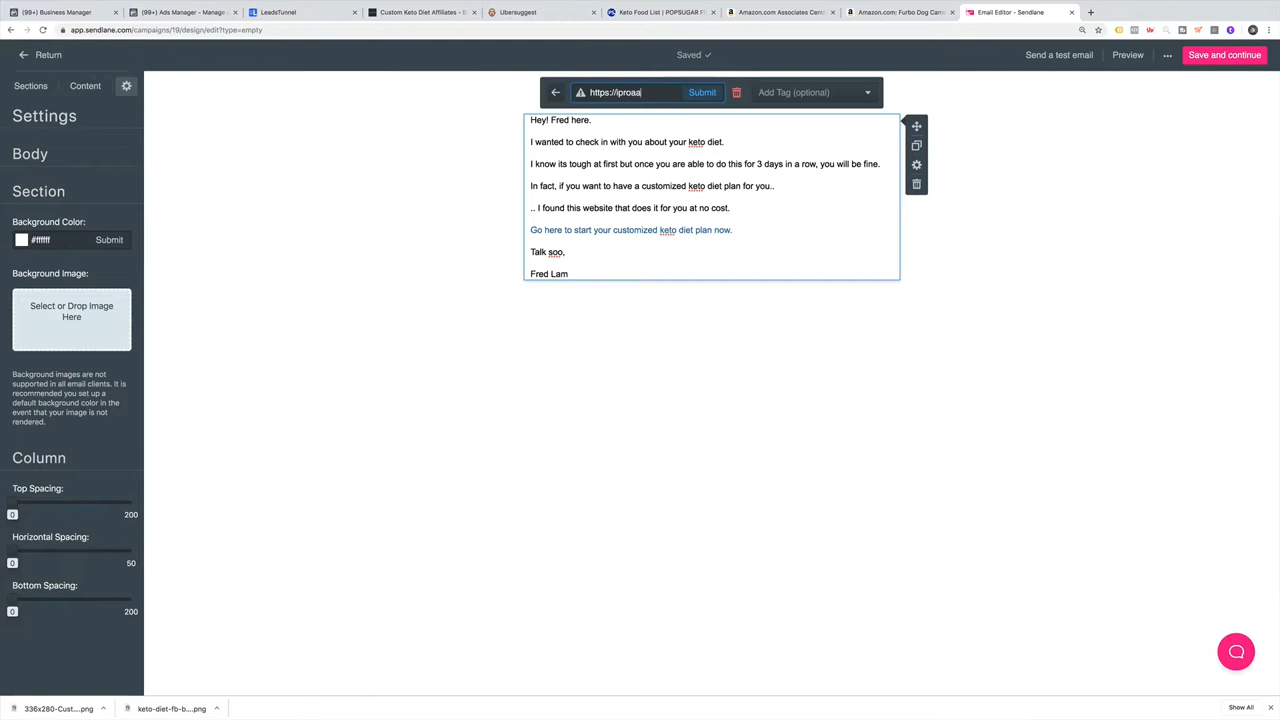 (99+) Business Manager
(99+) Ads Manager - Manage
LeadsTunnel
Custom Keto Diet Affiliates - B
Ubersuggest
Keto Food List | POPSUGAR Fi
Amazon.com Associates Cent
Amazon.com: Furbo Dog Cam
Email Editor - Sendlane
app.sendlane.com/campaigns/19/design/edit?type=empty
Return
Saved
Send a test email
Preview
Save and continue
Sections
Content
https://iproaa
Submit
Add Tag (optional)
Settings
Body
Section
Background Color:
#ffffff
Submit
Background Image:
Select or Drop Image
Here
Background images are not
supported in all email clients. It is
recommended you set up a
default background color in the
event that your image is not
rendered.
Column
Top Spacing:
0
200
Horizontal Spacing:
0
50
Bottom Spacing:
0
200
Hey! Fred here.
I wanted to check in with you about your keto diet.
I know its tough at first but once you are able to do this for 3 days in a row, you will be fine.
In fact, if you want to have a customized keto diet plan for you..
.. I found this website that does it for you at no cost.
Go here to start your customized keto diet plan now.
Talk soo,
Fred Lam
336x280-Cust....png
keto-diet-fb-b....png
Show All